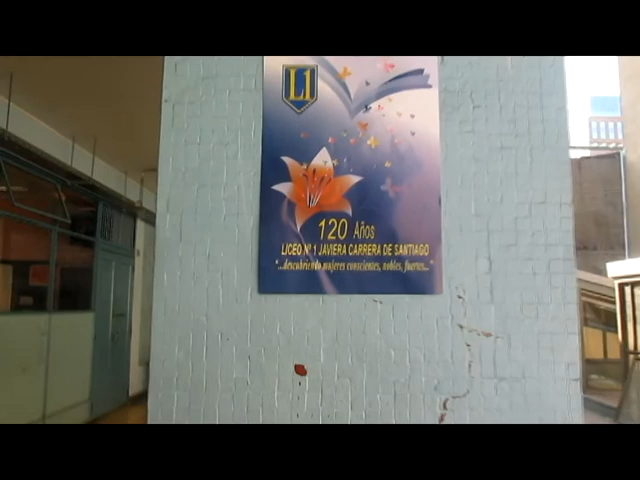 L1
120 Años
LICEO Nº 1 JAVIERA CARRERA DE SANTIAGO
"...descubriendo mujeres conscientes, nobles, fuertes..."